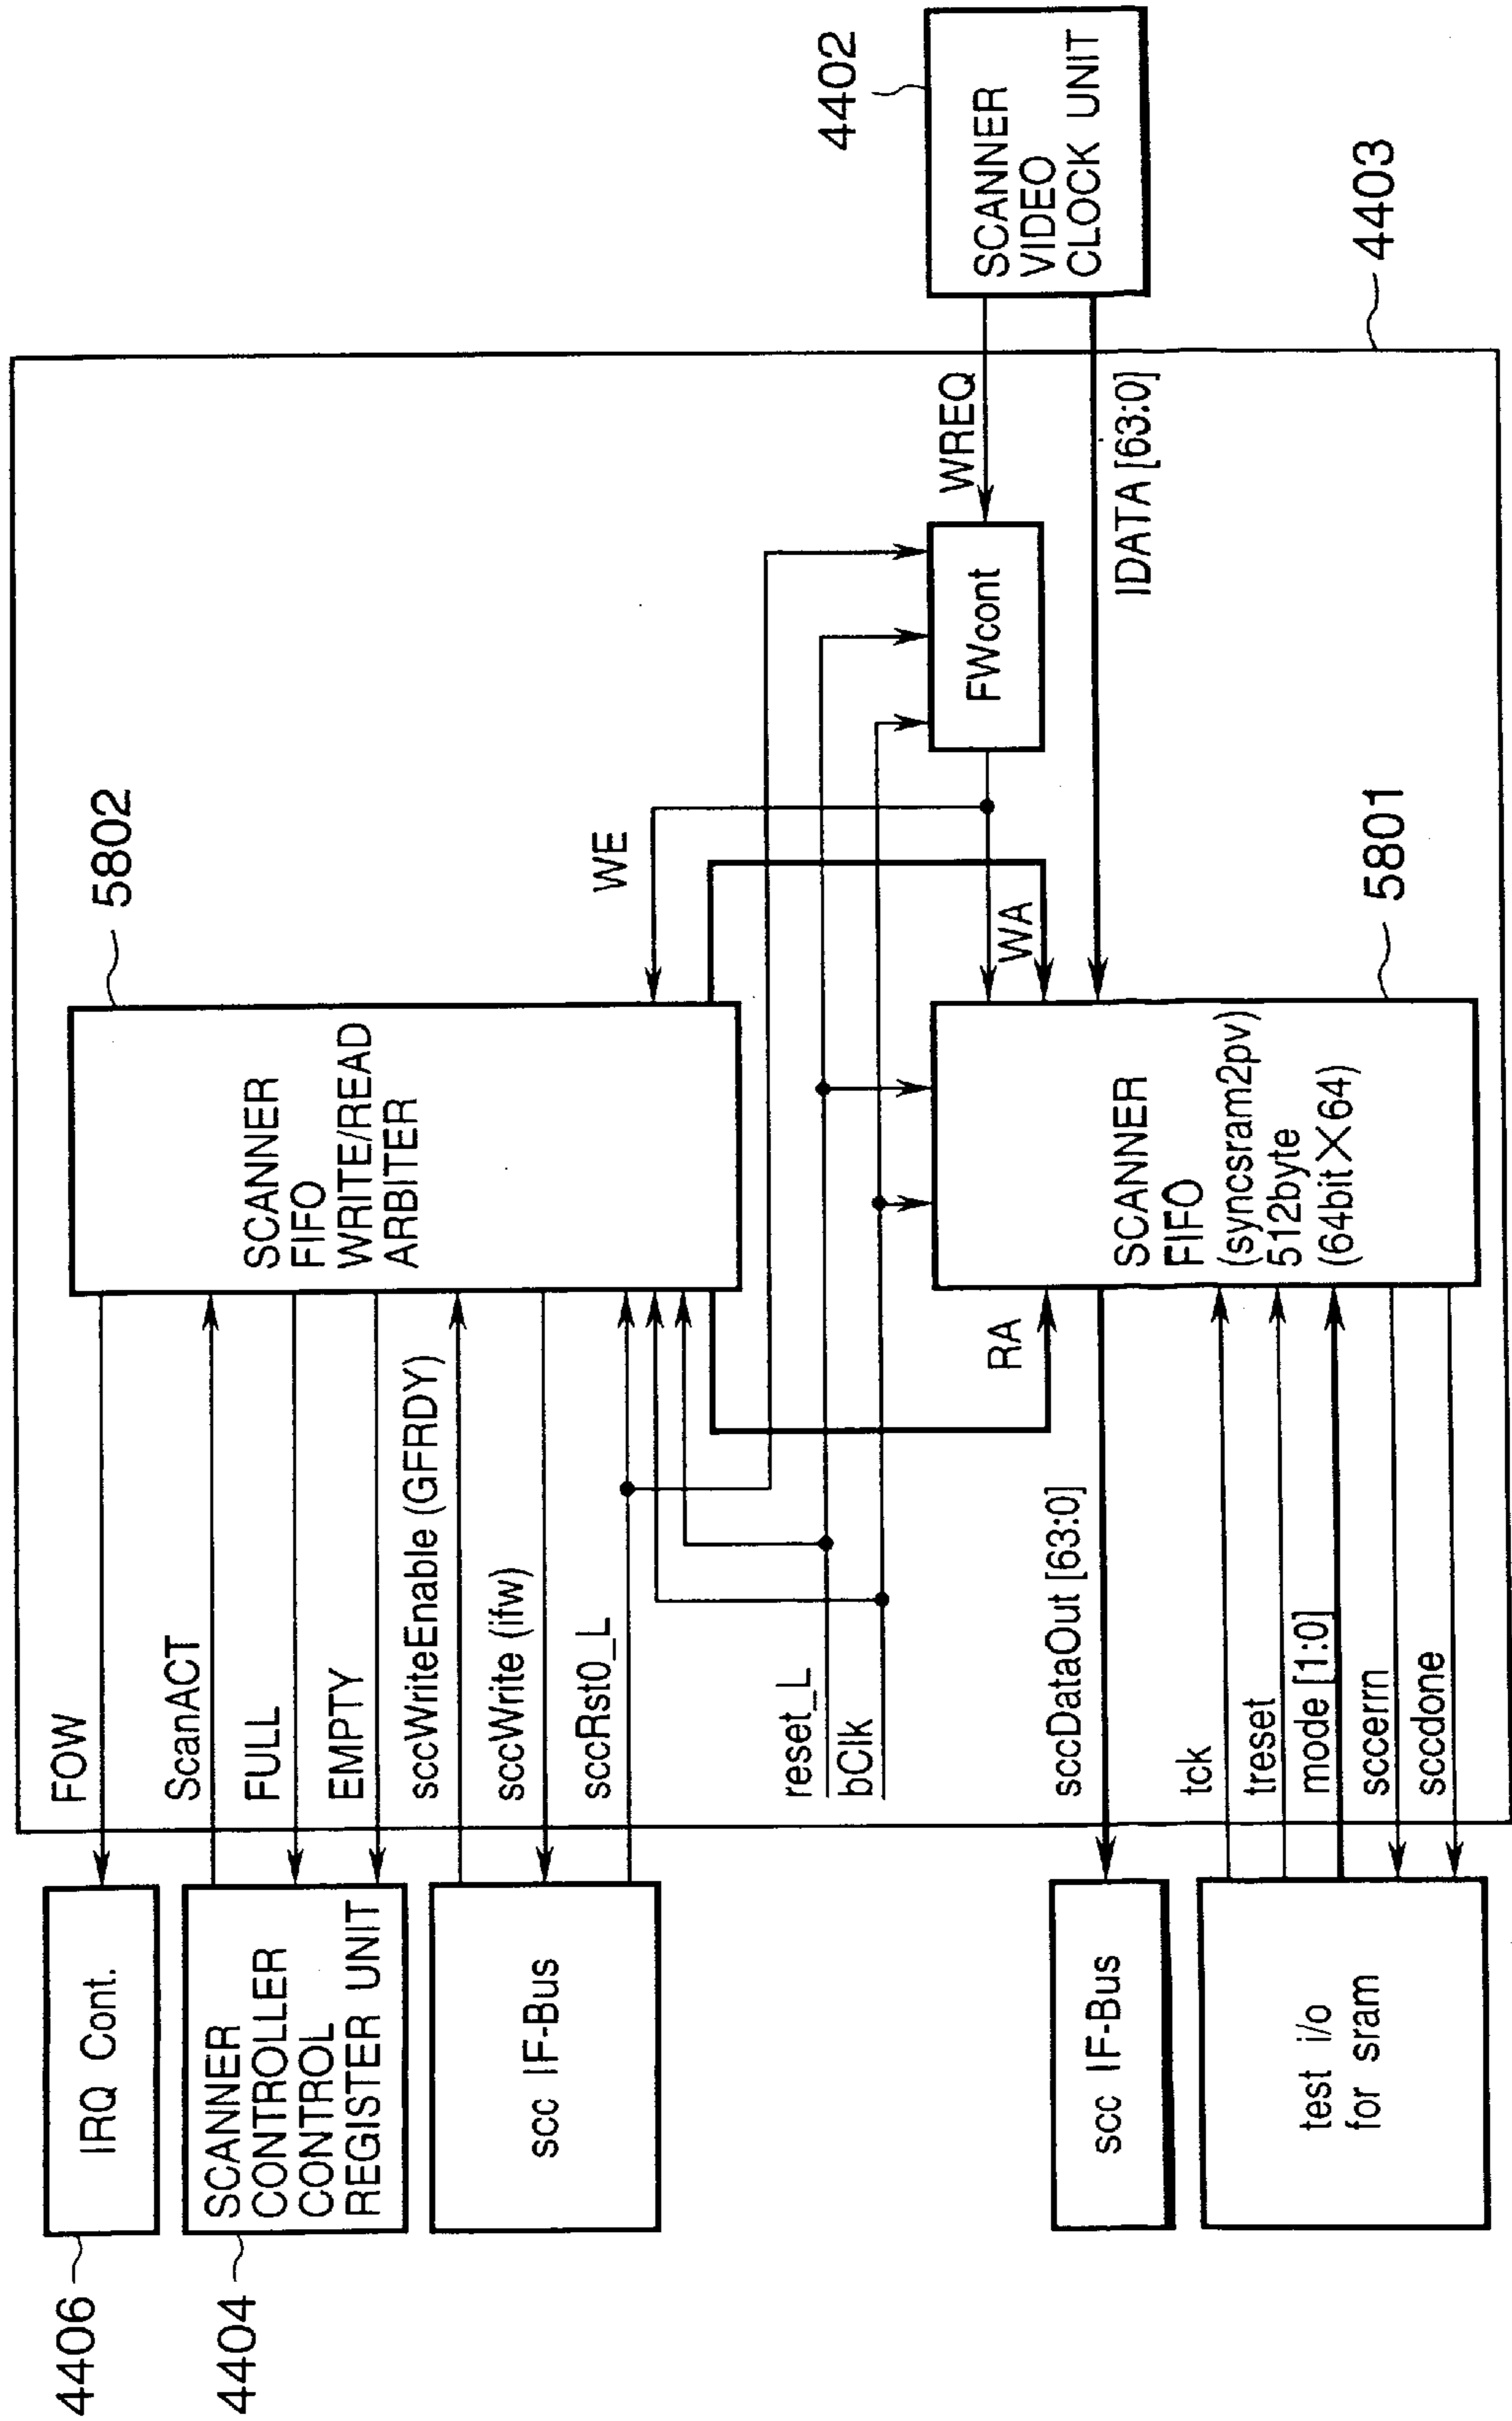 4406
IRQ Cont.
4404
SCANNER
CONTROLLER
CONTROL
REGISTER UNIT
scc IF-Bus
scc IF-Bus
test i/o
for sram
FOW
ScanACT
FULL
EMPTY
sccWriteEnable (GFRDY)
sccWrite (ifw)
sccRst0_L
reset_L
bClk
sccDataOut [63:0]
tck
treset
mode [1:0]
sccerrn
sccdone
5802
SCANNER
FIFO
WRITE/READ
ARBITER
RA
SCANNER
FIFO
(syncsram2pv)
512byte
(64bit×64)
5801
WE
WA
FWcont
WREQ
IDATA [63:0]
4402
SCANNER
VIDEO
CLOCK UNIT
4403